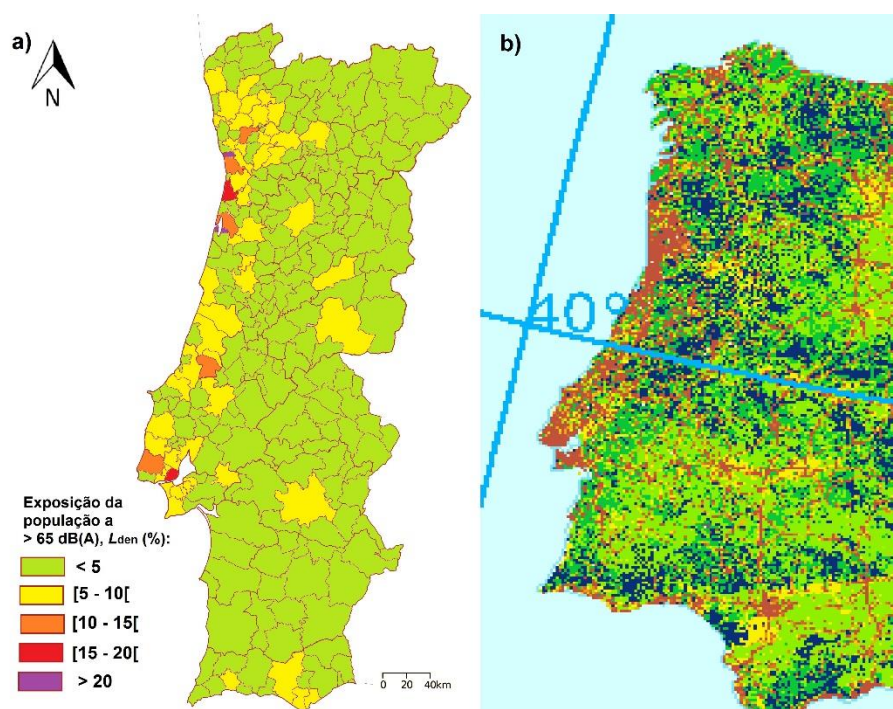 a)
N
Exposição da
população a
> 65 dB(A), Lden (%):
< 5
[5 - 10[
[10 - 15[
[15 - 20[
> 20
0 20 40km
b)
40°